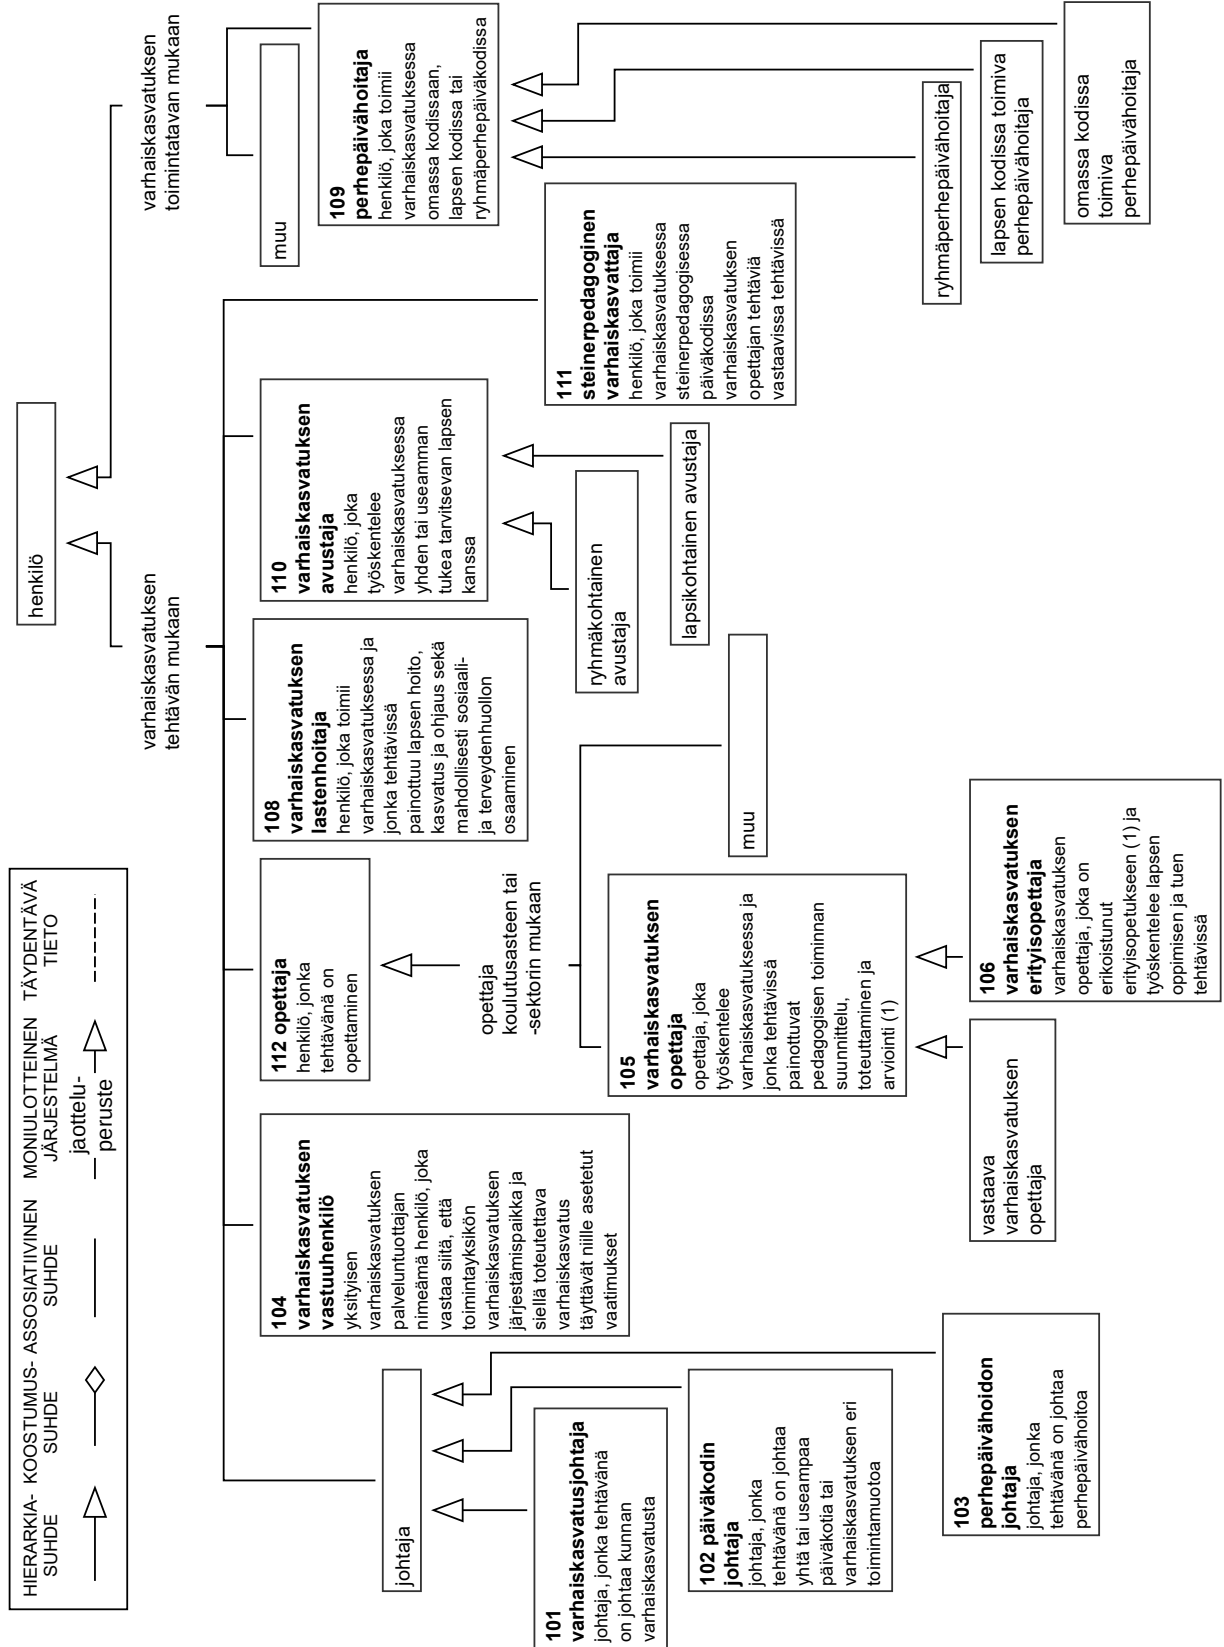 HIERARKIA-
SUHDE
KOOSTUMUS-
SUHDE
ASSOSIATIIVINEN
SUHDE
MONIULOTTEINEN
JÄRJESTELMÄ
jaottelu-
peruste
TÄYDENTÄVÄ
TIETO
henkilö
varhaiskasvatuksen
tehtävän mukaan
varhaiskasvatuksen
toimintatavan mukaan
johtaja
101
varhaiskasvatusjohtaja
johtaja, jonka tehtävänä
on johtaa kunnan
varhaiskasvatusta
102 päiväkodin
johtaja
johtaja, jonka
tehtävänä on johtaa
yhtä tai useampaa
päiväkotia tai
varhaiskasvatuksen eri
toimintamuotoa
103
perhepäivähoidon
johtaja
johtaja, jonka
tehtävänä on johtaa
perhepäivähoitoa
104
varhaiskasvatuksen
vastuuhenkilö
yksityisen
varhaiskasvatuksen
palveluntuottajan
nimeämä henkilö, joka
vastaa siitä, että
toimintayksikön
varhaiskasvatuksen
järjestämispaikka ja
siellä toteutettava
varhaiskasvatus
täyttävät niille asetetut
vaatimukset
112 opettaja
henkilö, jonka
tehtävänä on
opettaminen
opettaja
koulutusasteen tai
-sektorin mukaan
105
varhaiskasvatuksen
opettaja
opettaja, joka
työskentelee
varhaiskasvatuksessa ja
jonka tehtävissä
painottuvat
pedagogisen toiminnan
suunnittelu,
toteuttaminen ja
arviointi (1)
muu
vastaava
varhaiskasvatuksen
opettaja
106
varhaiskasvatuksen
erityisopettaja
varhaiskasvatuksen
opettaja, joka on
erikoistunut
erityisopetukseen (1) ja
työskentelee lapsen
oppimisen ja tuen
tehtävissä
108
varhaiskasvatuksen
lastenhoitaja
henkilö, joka toimii
varhaiskasvatuksessa ja
jonka tehtävissä
painottuu lapsen hoito,
kasvatus ja ohjaus sekä
mahdollisesti sosiaali-
ja terveydenhuollon
osaaminen
110
varhaiskasvatuksen
avustaja
henkilö, joka
työskentelee
varhaiskasvatuksessa
yhden tai useamman
tukea tarvitsevan lapsen
kanssa
ryhmäkohtainen
avustaja
lapsikohtainen avustaja
111
steinerpedagoginen
varhaiskasvattaja
henkilö, joka toimii
varhaiskasvatuksessa
steinerpedagogisessa
päiväkodissa
varhaiskasvatuksen
opettajan tehtäviä
vastaavissa tehtävissä
muu
109
perhepäivähoitaja
henkilö, joka toimii
varhaiskasvatuksessa
omassa kodissaan,
lapsen kodissa tai
ryhmäperhepäiväkodissa
ryhmäperhepäivähoitaja
lapsen kodissa toimiva
perhepäivähoitaja
omassa kodissa
toimiva
perhepäivähoitaja